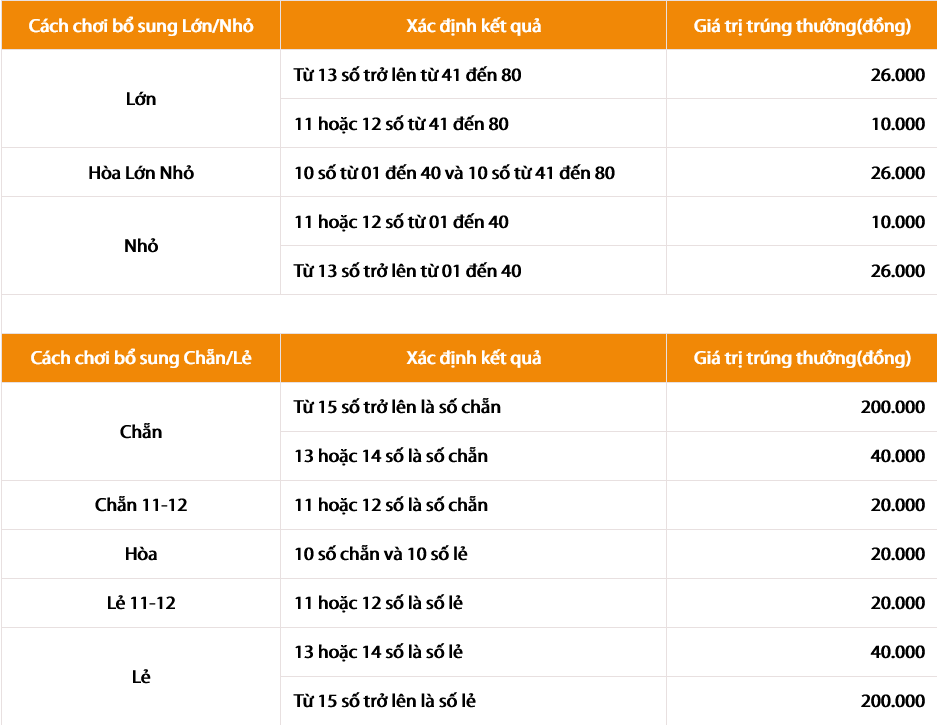 Cách chơi bổ sung Lớn/Nhỏ Xác định kết quả Giá trị trúng thưởng(đồng)
Lớn
Từ 13 số trở lên từ 41 đến 80 26.000
11 hoặc 12 số từ 41 đến 80 10.000
Hòa Lớn Nhỏ 10 số từ 01 đến 40 và 10 số từ 41 đến 80 26.000
Nhỏ
11 hoặc 12 số từ 01 đến 40 10.000
Từ 13 số trở lên từ 01 đến 40 26.000
Cách chơi bổ sung Chẵn/Lẻ Xác định kết quả Giá trị trúng thưởng(đồng)
Chẵn
Từ 15 số trở lên là số chẵn 200.000
13 hoặc 14 số là số chẵn 40.000
Chẵn 11-12 11 hoặc 12 số là số chẵn 20.000
Hòa 10 số chẵn và 10 số lẻ 20.000
Lẻ 11-12 11 hoặc 12 số là số lẻ 20.000
Lẻ
13 hoặc 14 số là số lẻ 40.000
Từ 15 số trở lên là số lẻ 200.000